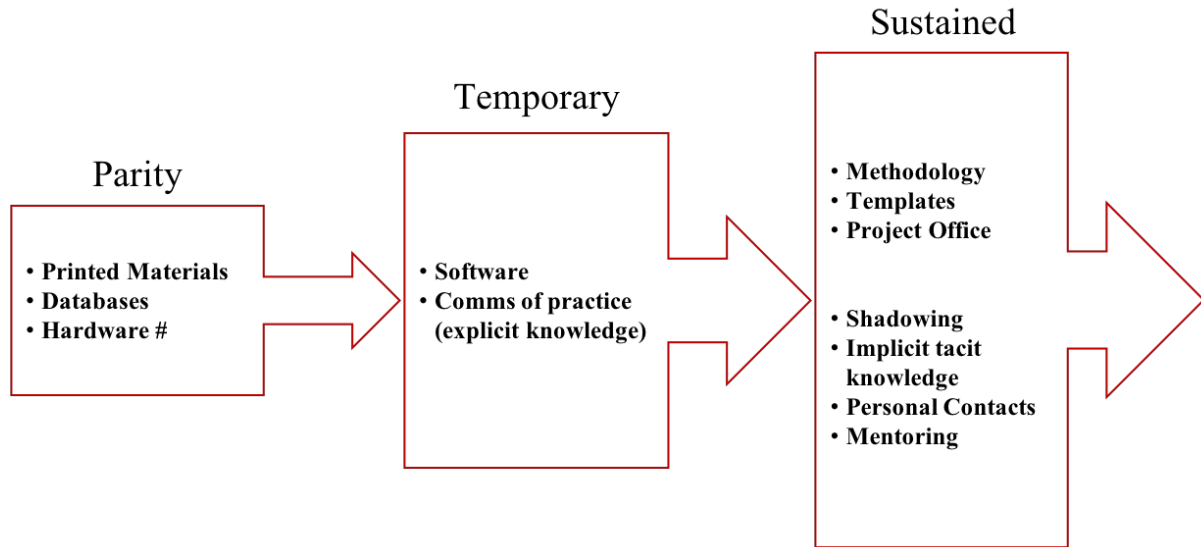 Parity
• Printed Materials
• Databases
• Hardware #
Temporary
• Software
• Comms of practice
(explicit knowledge)
Sustained
• Methodology
• Templates
• Project Office
• Shadowing
• Implicit tacit
knowledge
• Personal Contacts
• Mentoring